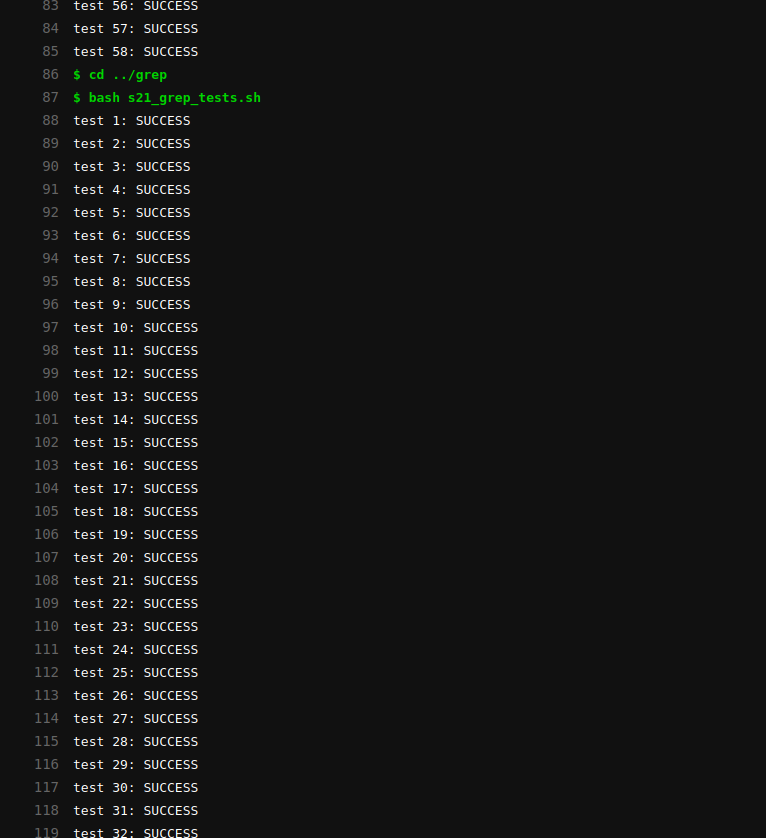 83 test 56: SUCCESS
84 test 57: SUCCESS
85 test 58: SUCCESS
86 $ cd ../grep
87 $ bash s21_grep_tests.sh
88 test 1: SUCCESS
89 test 2: SUCCESS
90 test 3: SUCCESS
91 test 4: SUCCESS
92 test 5: SUCCESS
93 test 6: SUCCESS
94 test 7: SUCCESS
95 test 8: SUCCESS
96 test 9: SUCCESS
97 test 10: SUCCESS
98 test 11: SUCCESS
99 test 12: SUCCESS
100 test 13: SUCCESS
101 test 14: SUCCESS
102 test 15: SUCCESS
103 test 16: SUCCESS
104 test 17: SUCCESS
105 test 18: SUCCESS
106 test 19: SUCCESS
107 test 20: SUCCESS
108 test 21: SUCCESS
109 test 22: SUCCESS
110 test 23: SUCCESS
111 test 24: SUCCESS
112 test 25: SUCCESS
113 test 26: SUCCESS
114 test 27: SUCCESS
115 test 28: SUCCESS
116 test 29: SUCCESS
117 test 30: SUCCESS
118 test 31: SUCCESS
119 test 32: SUCCESS